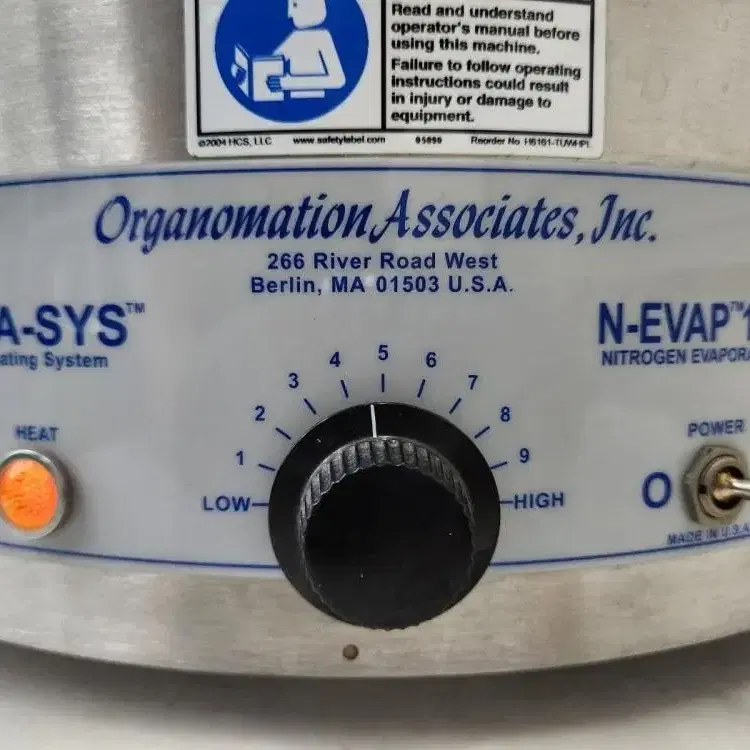 Read and understand
operator's manual before
using this machine.
Failure to follow operating
instructions could result
in injury or damage to
equipment.
©2004 HCS, LLC www.safetylabel.com 05090 Reorder No. H6161-TUWHPL
Organomation Associates, Inc.
266 River Road West
Berlin, MA 01503 U.S.A.
A-SYS™
ating System
N-EVAP™1
NITROGEN EVAPORA
HEAT
LOW
1
2
3
4
5
6
7
8
9
HIGH
POWER
O
MADE IN U.S.A